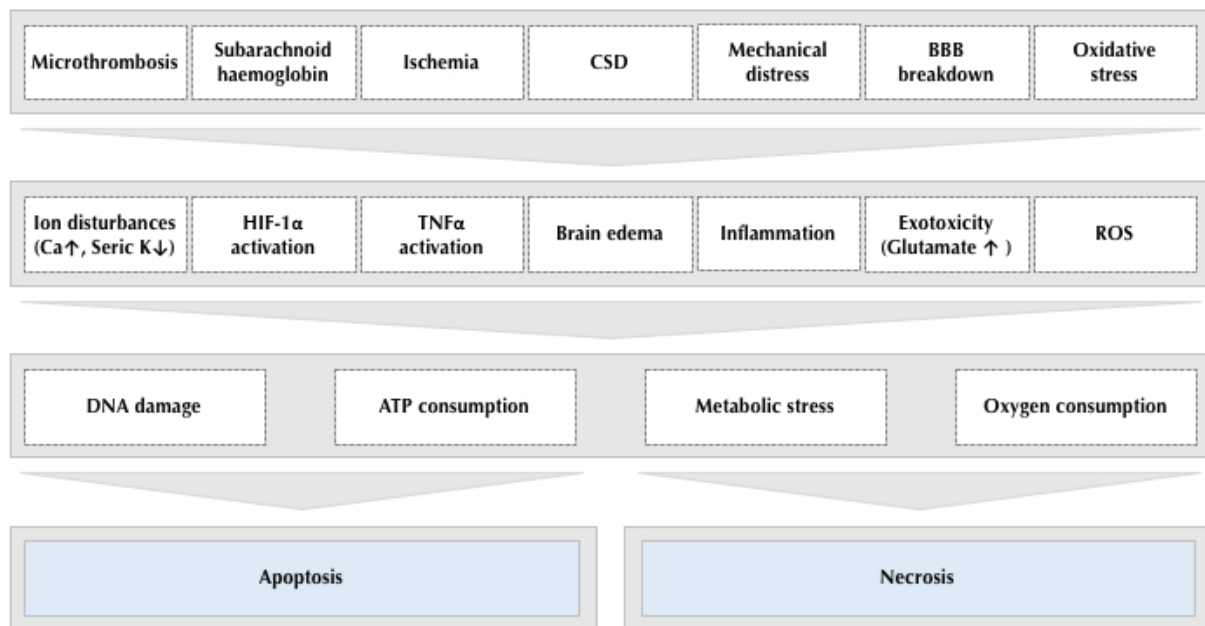 Microthrombosis
Subarachnoid
haemoglobin
Ischemia
CSD
Mechanical
distress
BBB
breakdown
Oxidative
stress
Ion disturbances
(Ca↑, Seric K↓)
HIF-1α
activation
TNFα
activation
Brain edema
Inflammation
Exotoxicity
(Glutamate ↑ )
ROS
DNA damage
ATP consumption
Metabolic stress
Oxygen consumption
Apoptosis
Necrosis